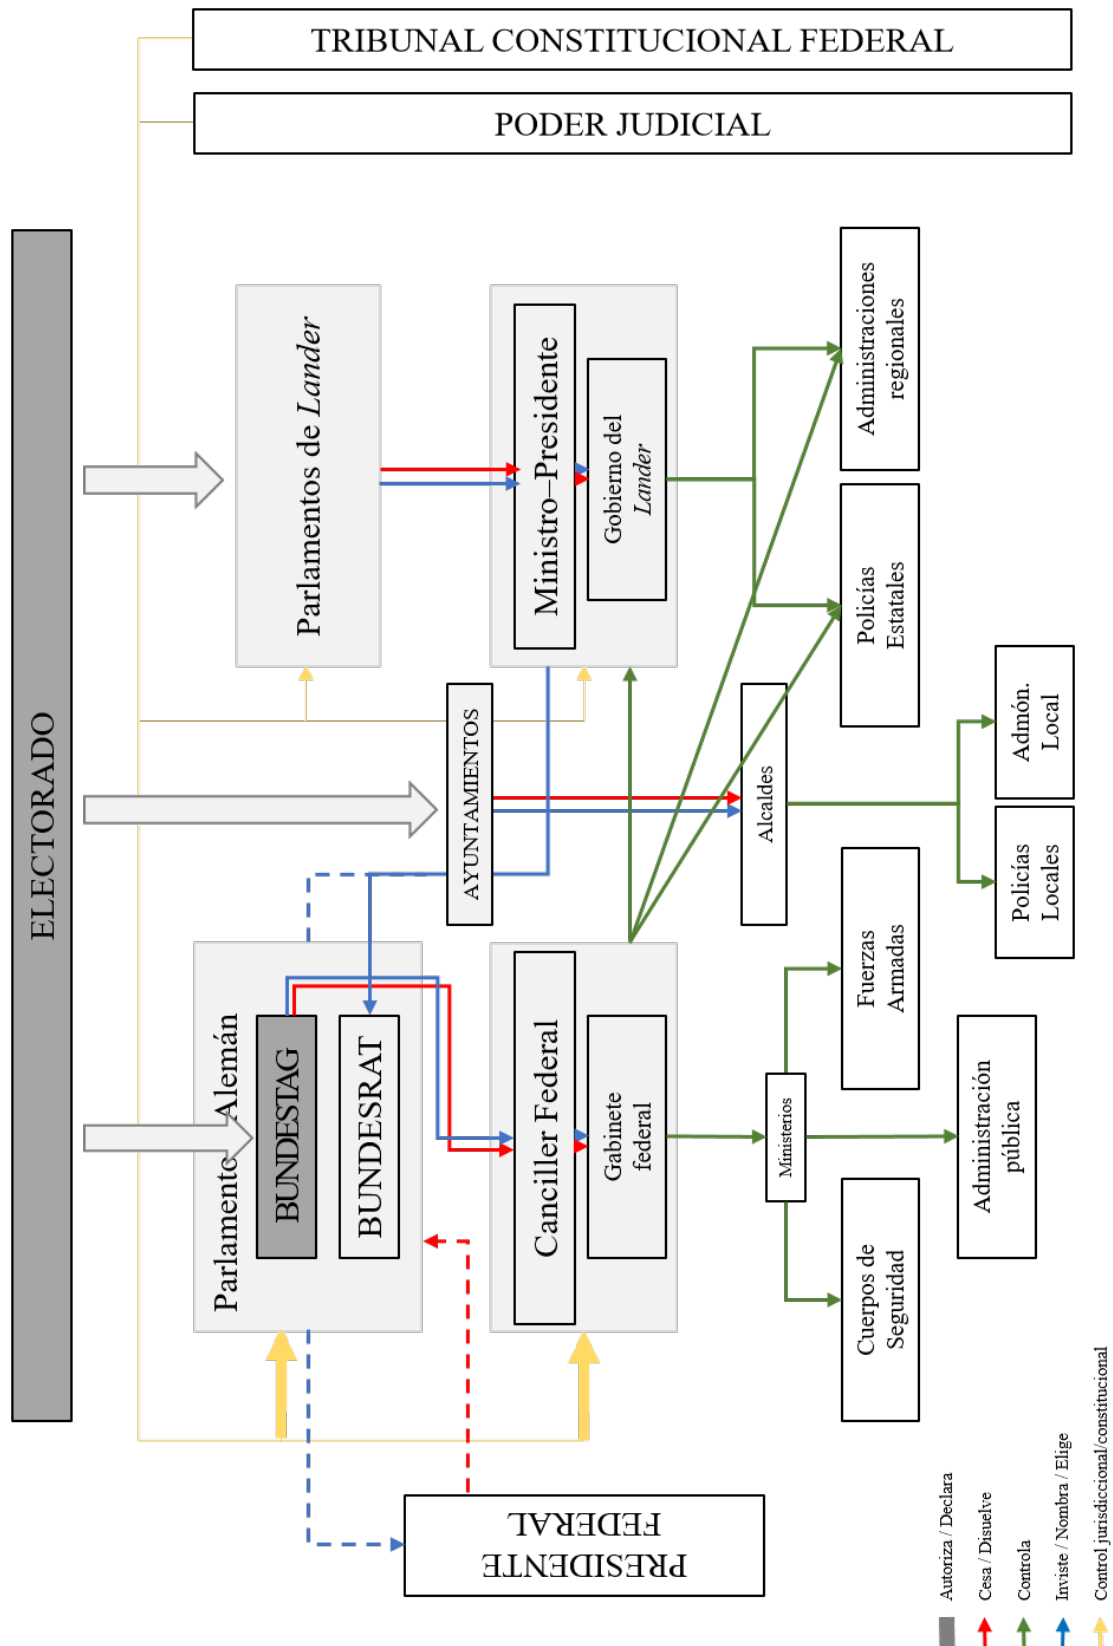 TRIBUNAL CONSTITUCIONAL FEDERAL
PODER JUDICIAL
ELECTORADO
Parlamentos de Lander
Ministro–Presidente
Gobierno del
Lander
Administraciones
regionales
Policías
Estatales
AYUNTAMIENTOS
Alcaldes
Admón.
Local
Policías
Locales
Parlamento Alemán
BUNDESTAG
BUNDESRAT
Canciller Federal
Gabinete
federal
Ministerios
Fuerzas
Armadas
Administración
pública
Cuerpos de
Seguridad
PRESIDENTE
FEDERAL
Autoriza / Declara
Cesa / Disuelve
Controla
Inviste / Nombra / Elige
Control jurisdiccional/constitucional